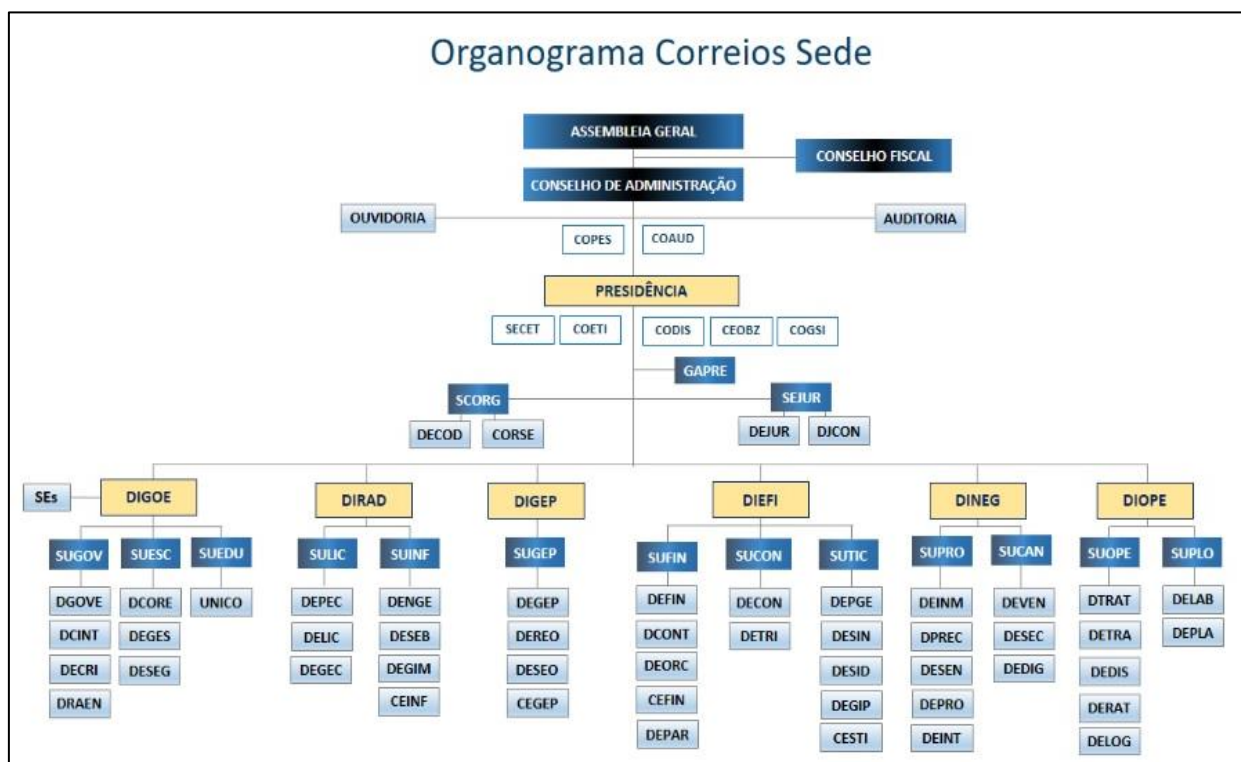 Organograma Correios Sede
ASSEMBLEIA GERAL
CONSELHO FISCAL
CONSELHO DE ADMINISTRAÇÃO
OUVIDORIA
AUDITORIA
COPES
COAUD
PRESIDÊNCIA
SECET
COETI
CODIS
CEOBZ
COGSI
GAPRE
SCORG
SEJUR
DECOD
CORSE
DEJUR
DJCON
SEs
DIGOE
DIRAD
DIGEP
DIEFI
DINEG
DIOPE
SUGOV
SUESC
SUEDU
SULIC
SUINF
SUGEP
SUFIN
SUCON
SUTIC
SUPRO
SUCAN
SUOPE
SUPLO
DGOVE
DCORE
UNICO
DEPEC
DENGE
DEGEP
DEFIN
DECON
DEPGE
DEINM
DEVEN
DTRAT
DELAB
DCINT
DEGES
DELIC
DESEB
DEREO
DCONT
DETRI
DESIN
DPREC
DESEC
DETRA
DEPLA
DECRI
DESEG
DEGEC
DEGIM
DESEO
DEORC
DESID
DESEN
DEDIG
DEDIS
DRAEN
CEINF
CEGEP
CEFIN
DEGIP
DEPRO
DERAT
DEPAR
CESTI
DEINT
DELOG